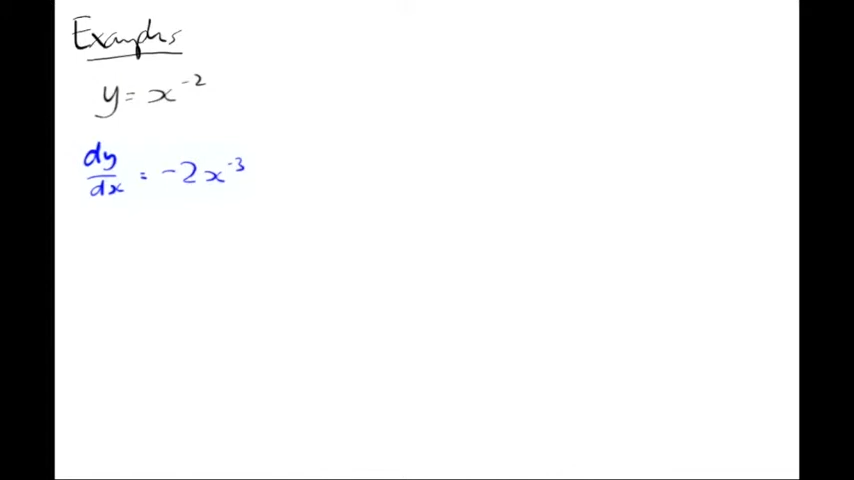 Examples
y = x⁻²
dy/dx = -2x⁻³